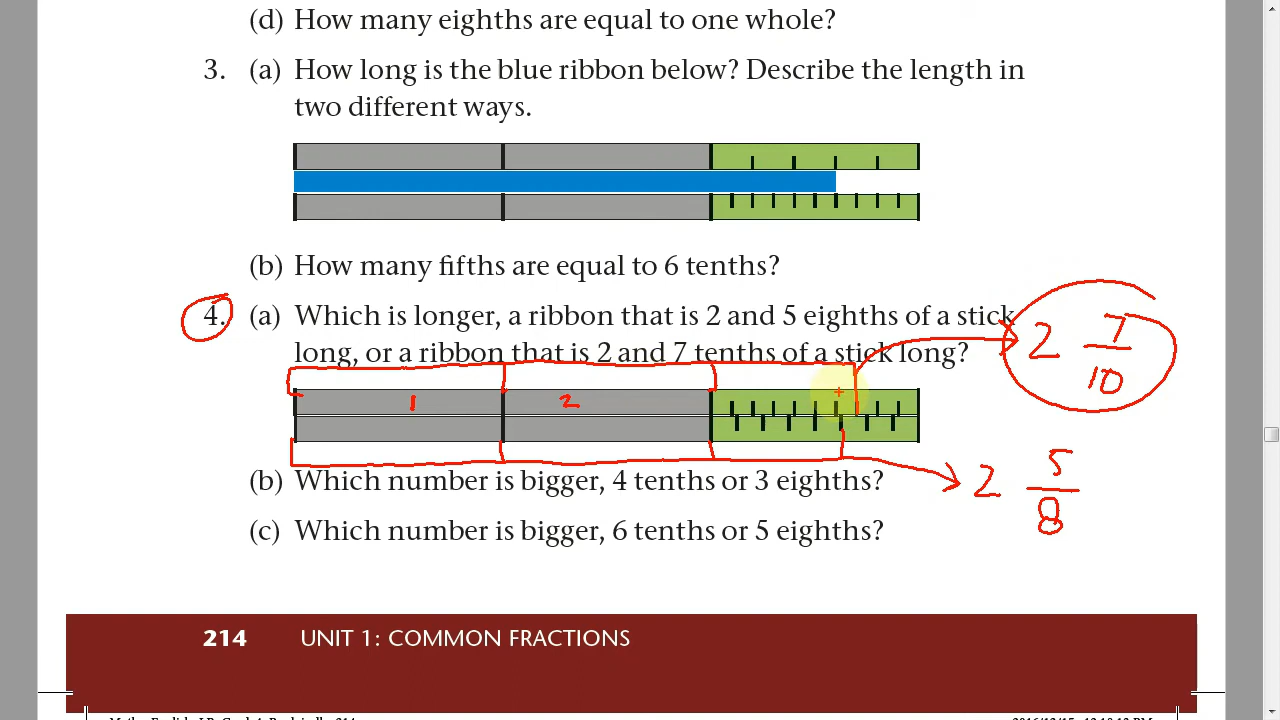 (d) How many eighths are equal to one whole?
3. (a) How long is the blue ribbon below? Describe the length in
two different ways.
(b) How many fifths are equal to 6 tenths?
4. (a) Which is longer, a ribbon that is 2 and 5 eighths of a stick
long, or a ribbon that is 2 and 7 tenths of a stick long?
2 7/10
1 2
2 5/8
(b) Which number is bigger, 4 tenths or 3 eighths?
(c) Which number is bigger, 6 tenths or 5 eighths?
214 UNIT 1: COMMON FRACTIONS